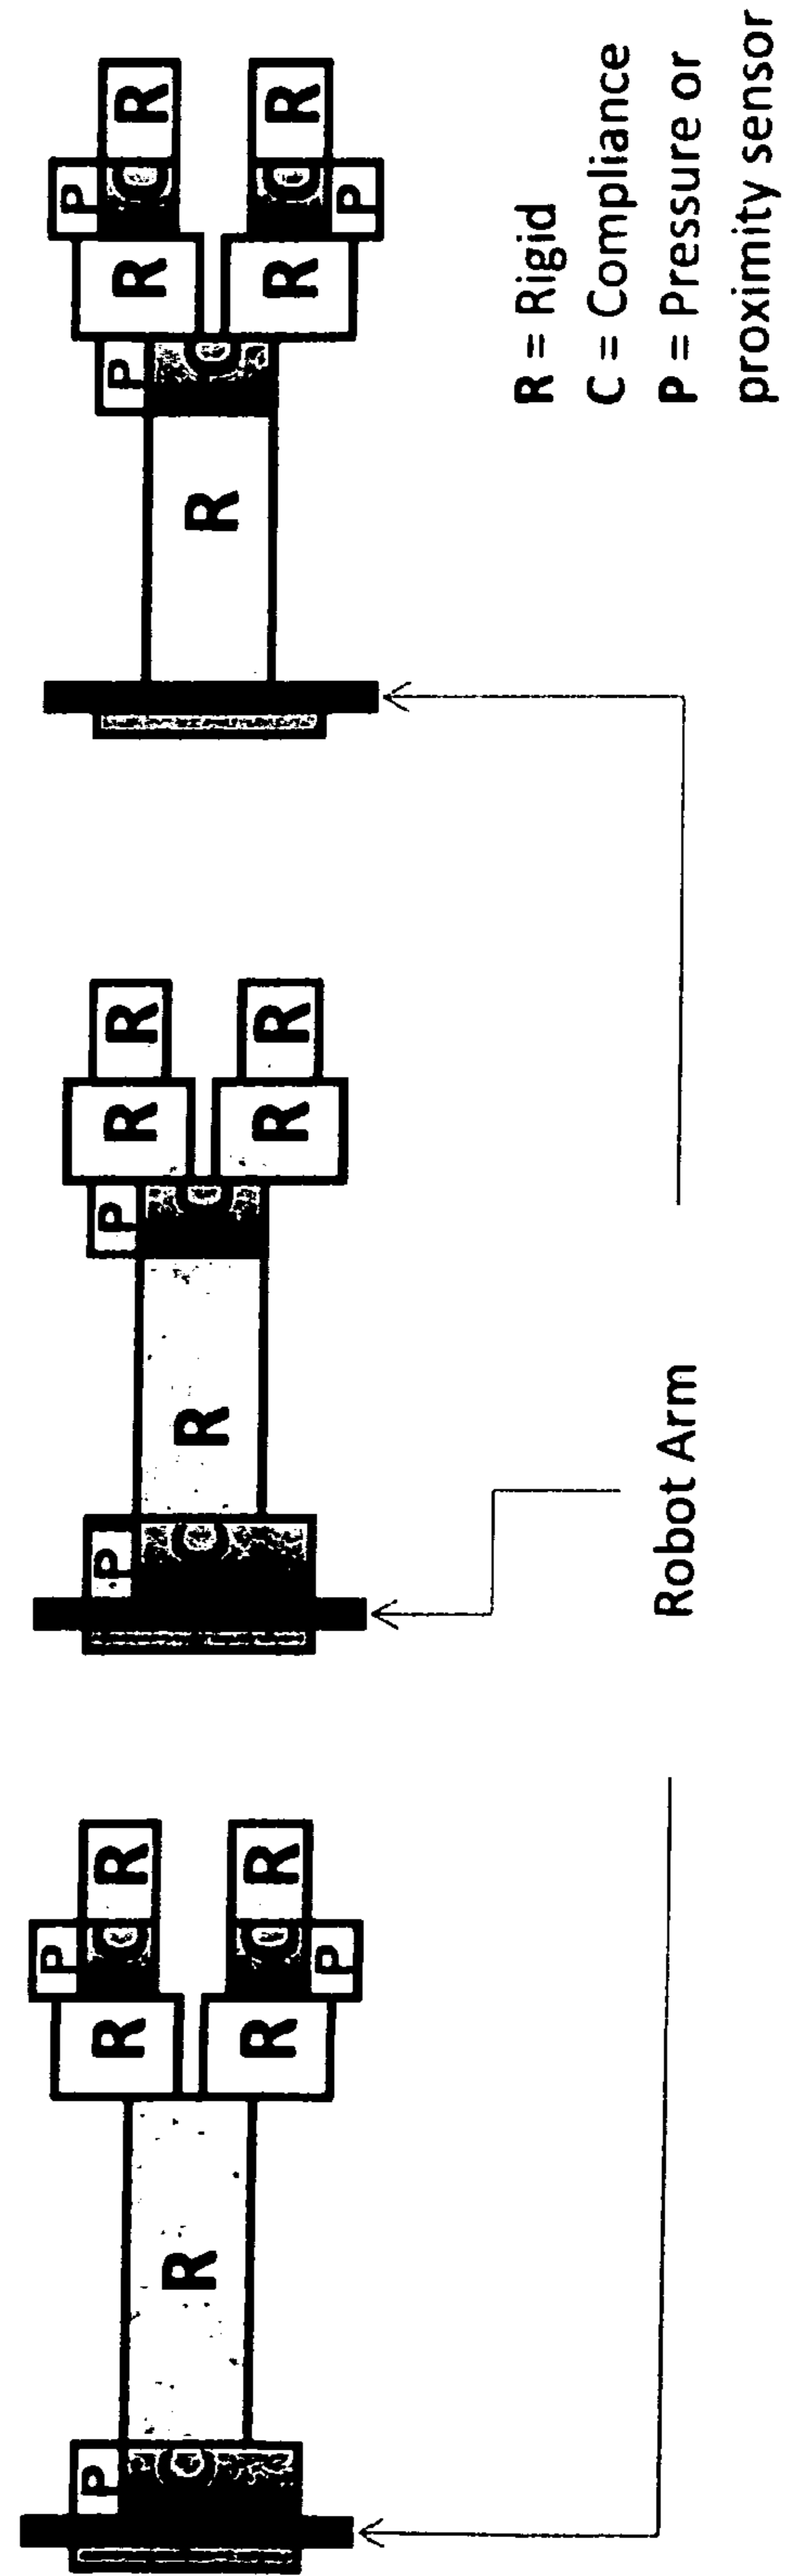 P
P
P
R
R
P
P
R
R
P
R
R
R
R
R
R
R
R
R
R
R
P
P
R = Rigid
C = Compliance
P = Pressure or
proximity sensor
Robot Arm